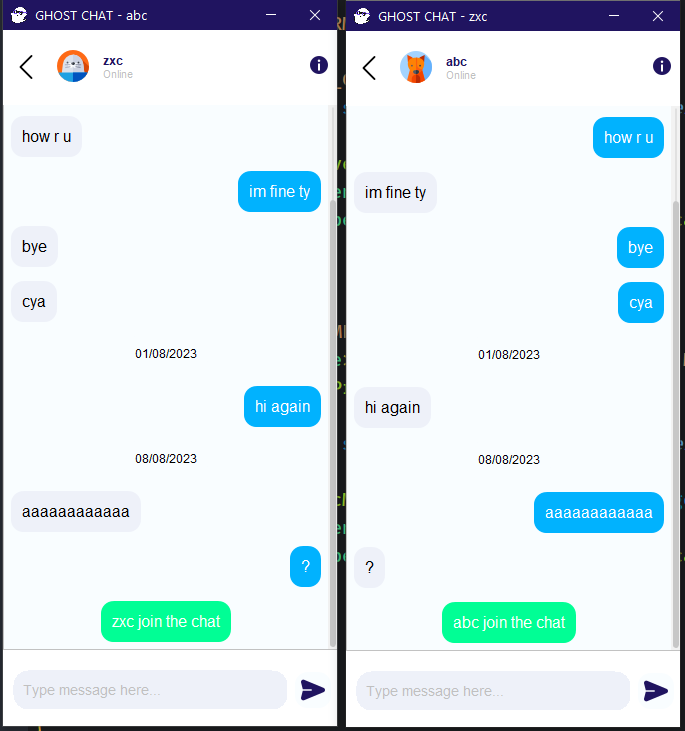 GHOST CHAT - abc
zxc
Online
how r u
im fine ty
bye
cya
01/08/2023
hi again
08/08/2023
aaaaaaaaaaaa
?
zxc join the chat
Type message here...
GHOST CHAT - zxc
abc
Online
how r u
im fine ty
bye
cya
01/08/2023
hi again
08/08/2023
aaaaaaaaaaaa
?
abc join the chat
Type message here...